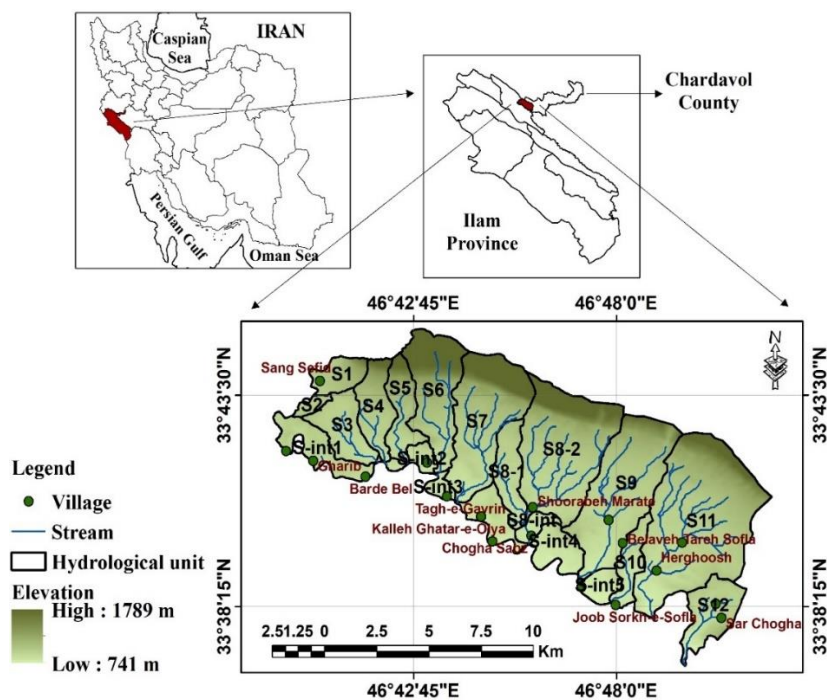 IRAN
Caspian
Sea
Persian Gulf
Oman Sea
Chardavol
County
Ilam
Province
46°42'45"E
46°48'0"E
N
33°43'30"N
33°43'30"N
33°38'15"N
33°38'15"N
Sang Sefid
S1
S2
S3
S4
S5
S6
S7
S8-1
S8-2
S9
S-int1
Gharib
S-int2
Barde Bel
S-int3
Tagh-e-Gavrin
Shoorabeh Marate
S11
Kalleh Ghatar-e-Olya
S8-int
Chogha Sabz
S-int4
Belaveh Tareh Sofla
S10
Herghoosh
S-int5
S12
Joob Sorkh-e-Sofla
Sar Chogha
Legend
Village
Stream
Hydrological unit
Elevation
High : 1789 m
Low : 741 m
2.51.25 0 2.5 5 7.5 10
Km
46°42'45"E
46°48'0"E